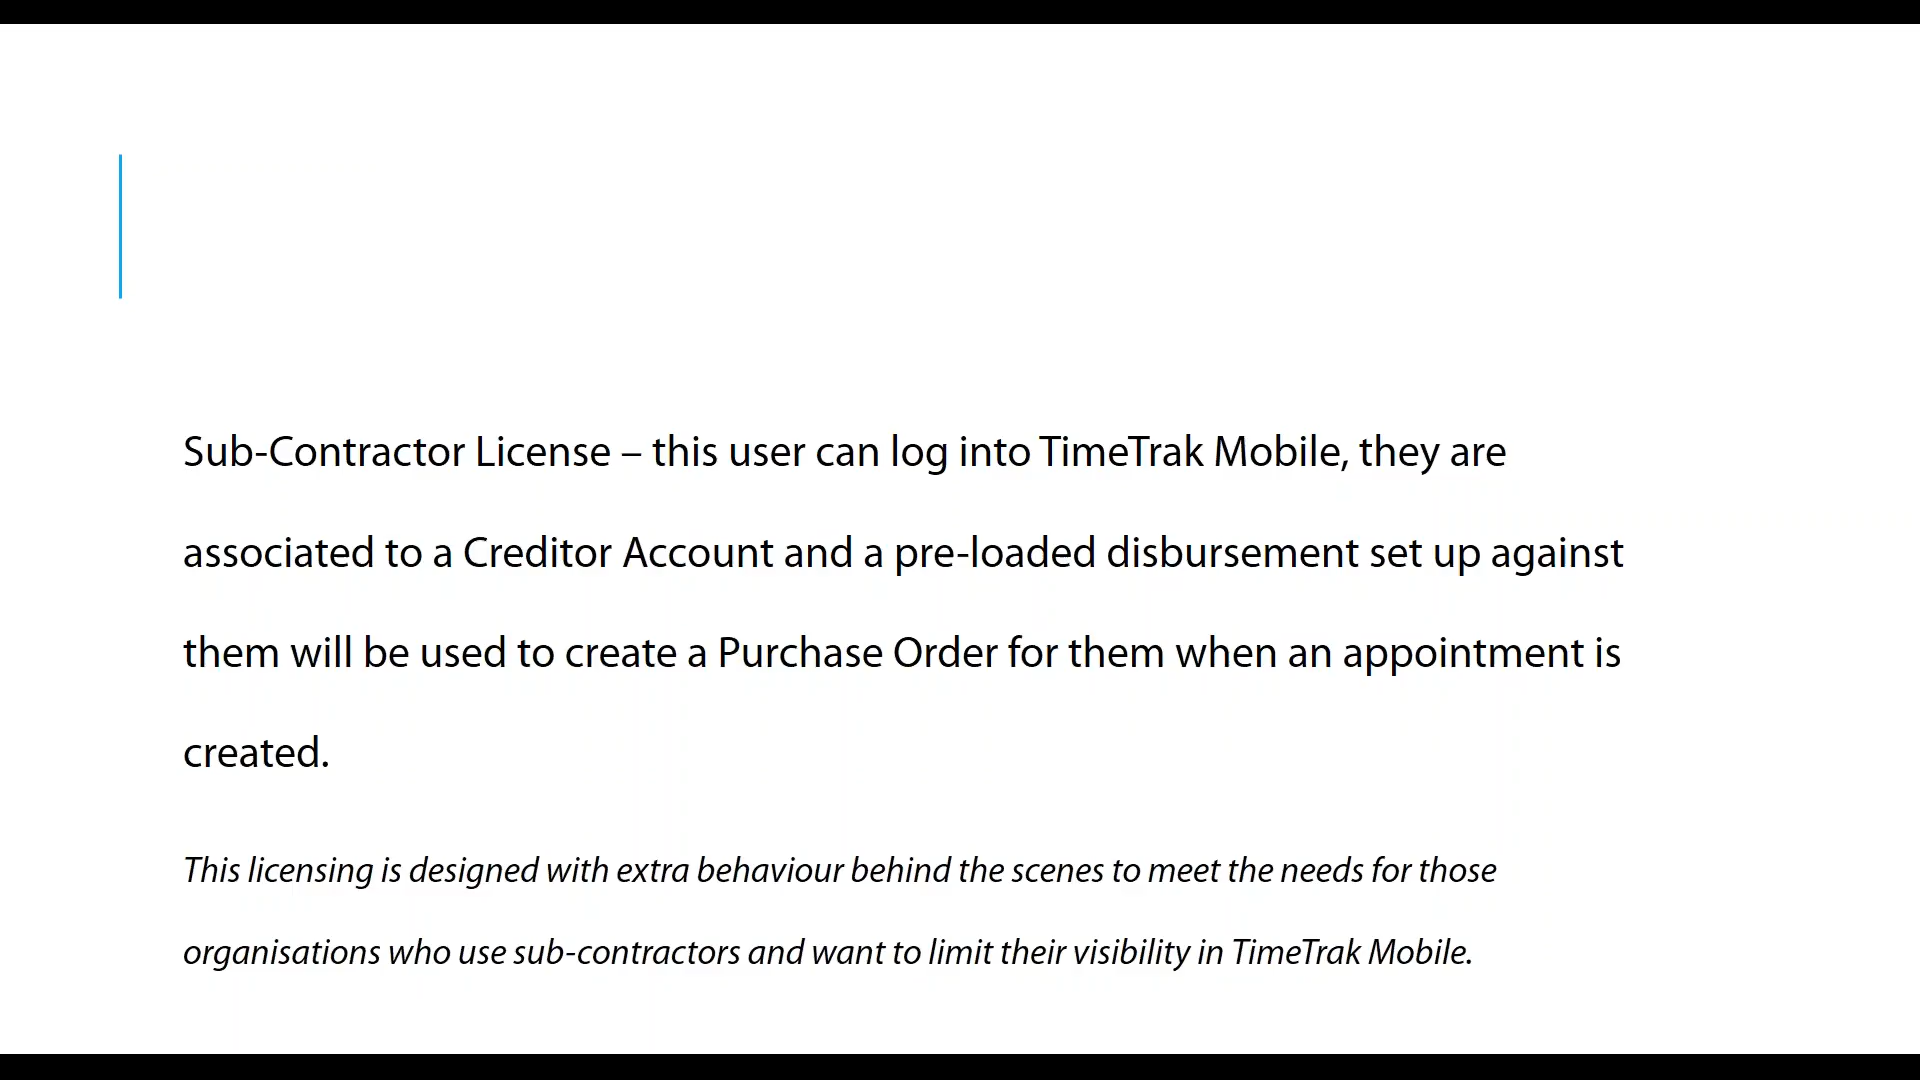 Sub-Contractor License – this user can log into TimeTrak Mobile, they are
associated to a Creditor Account and a pre-loaded disbursement set up against
them will be used to create a Purchase Order for them when an appointment is
created.
This licensing is designed with extra behaviour behind the scenes to meet the needs for those
organisations who use sub-contractors and want to limit their visibility in TimeTrak Mobile.